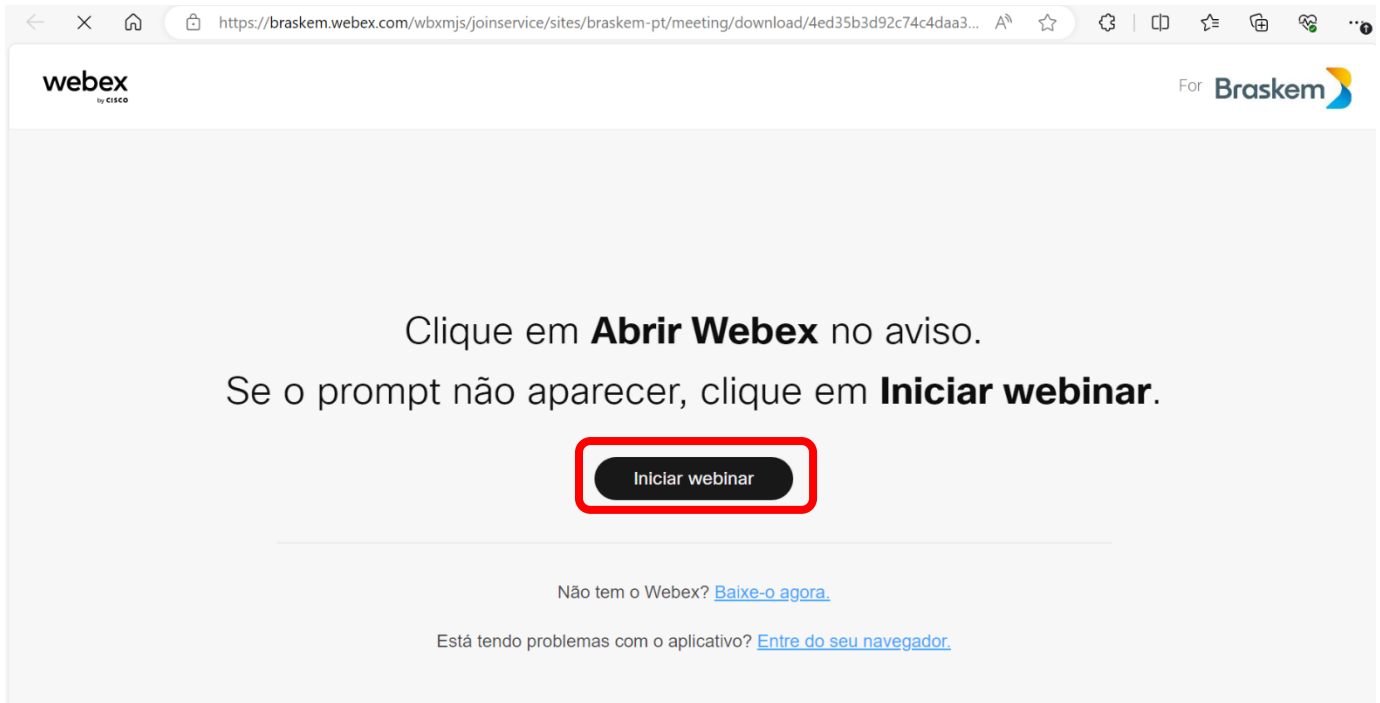 https://braskem.webex.com/wbxmjs/joinservice/sites/braskem-pt/meeting/download/4ed35b3d92c74c4daa3...
webex
by CISCO
For Braskem
Clique em Abrir Webex no aviso.
Se o prompt não aparecer, clique em Iniciar webinar.
Iniciar webinar
Não tem o Webex? Baixe-o agora.
Está tendo problemas com o aplicativo? Entre do seu navegador.